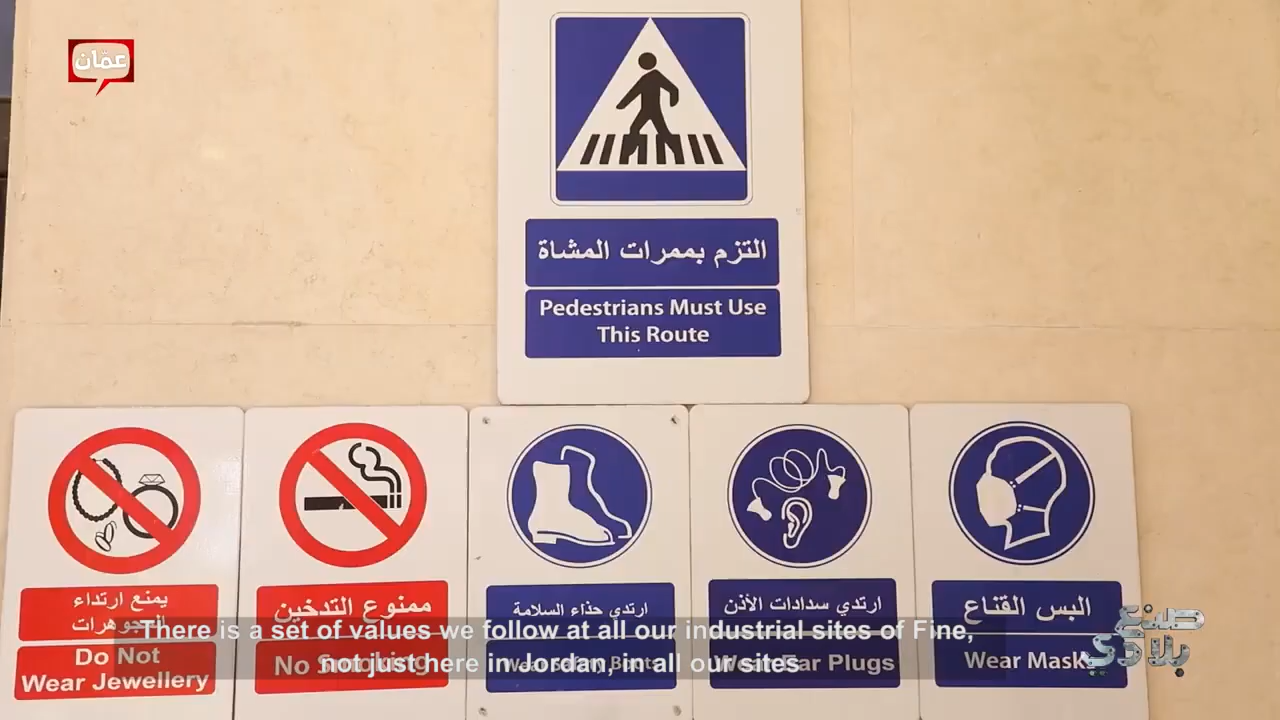 عمّان
التزم بممرات المشاة
Pedestrians Must Use
This Route
يمنع ارتداء
المجوهرات
Do Not
Wear Jewellery
ممنوع التدخين
No Smoking
ارتدي حذاء السلامة
Wear Safety Boots
ارتدي سدادات الأذن
Wear Ear Plugs
البس القناع
Wear Mask
There is a set of values we follow at all our industrial sites of Fine,
not just here in Jordan, in all our sites
صنع
بلادي